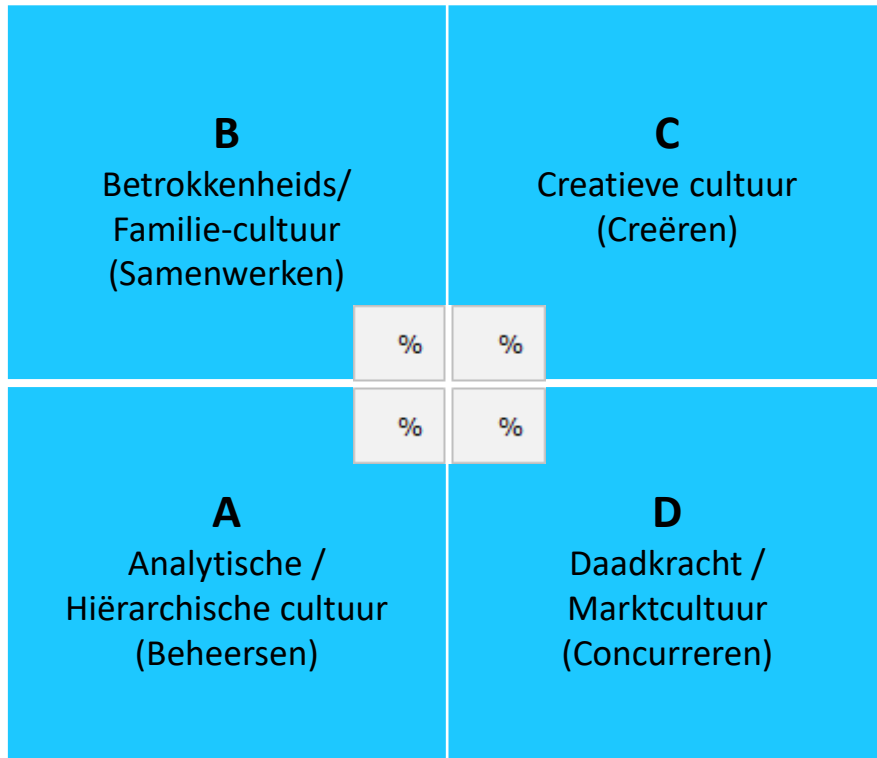 B
Betrokkenheids/
Familie-cultuur
(Samenwerken)
C
Creatieve cultuur
(Creëren)
%
%
%
%
A
Analytische /
Hiërarchische cultuur
(Beheersen)
D
Daadkracht /
Marktcultuur
(Concurreren)